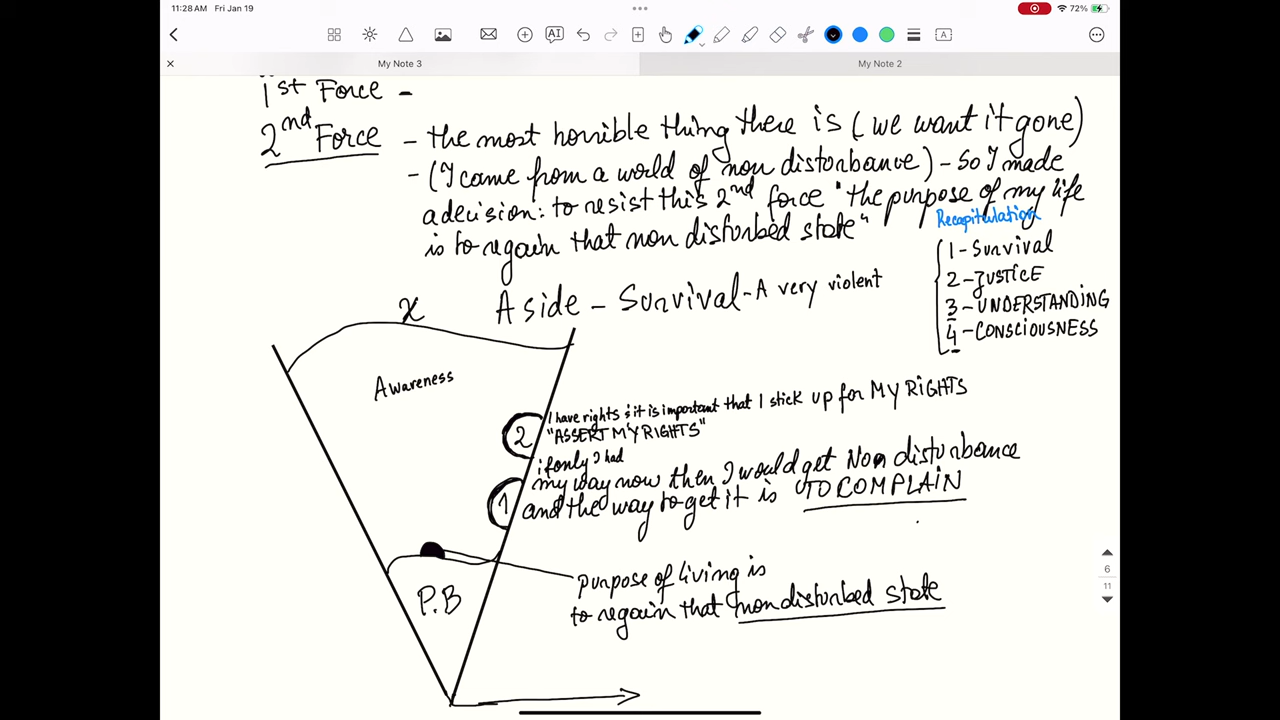 11:28AM Fri Jan 19
72%
My Note 3
My Note 2
1st Force -
2nd Force - the most horrible thing there is (we want it gone)
- (I came from a world of non disturbance) - So I made
a decision: to resist this 2nd force "the purpose of my life
is to regain that non disturbed state"
Recapitulation
1 - Survival
2 - JUSTICE
3 - UNDERSTANDING
4 - CONSCIOUSNESS
X
A side - Survival - A very violent
Awareness
2
I have rights & it is important that I stick up for MY RIGHTS
"ASSERT MY RIGHTS"
if only I had
my way now then I would get Non disturbance
1
and the way to get it is TO COMPLAIN
P.B
purpose of living is
to regain that non disturbed state
6
11